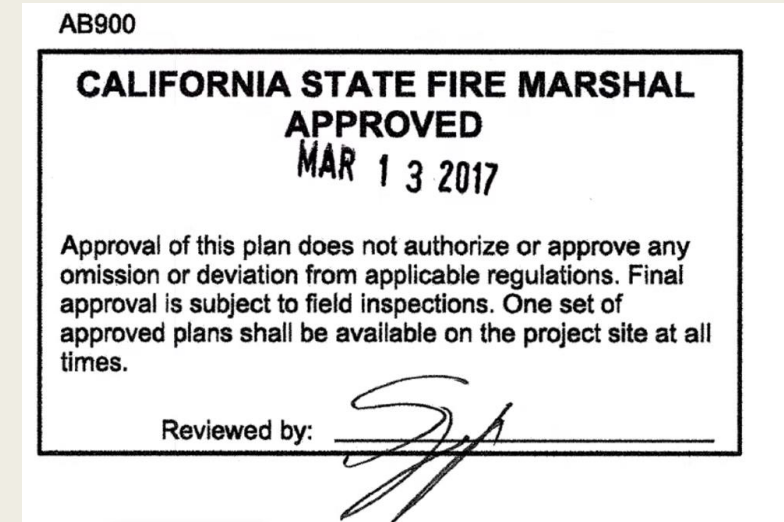 AB900
CALIFORNIA STATE FIRE MARSHAL
APPROVED
MAR 13 2017
Approval of this plan does not authorize or approve any
omission or deviation from applicable regulations. Final
approval is subject to field inspections. One set of
approved plans shall be available on the project site at all
times.
Reviewed by: